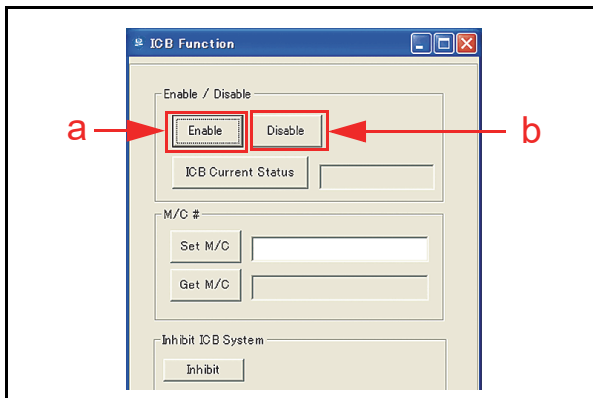 ICB Function
Enable / Disable
a Enable Disable b
ICB Current Status
M/C #
Set M/C
Get M/C
Inhibit ICB System
Inhibit